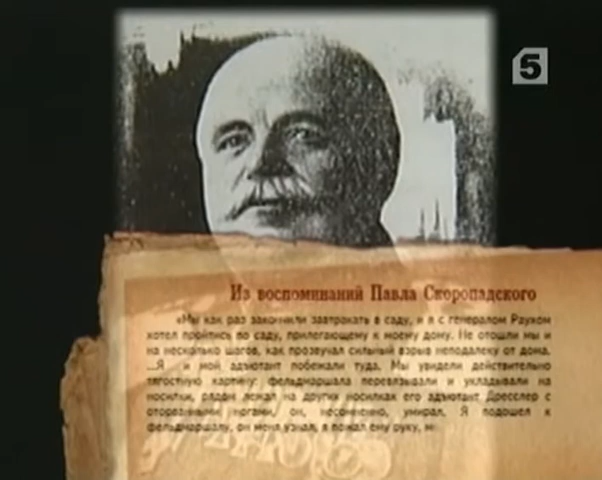 5
Из воспоминаний Павла Скоропадского
«Мы как раз закончили завтракать в саду, и я с генералом Раухом
хотел пройтись по саду, прилегающему к моему дому. Не отошли мы и
на несколько шагов, как прозвучал сильный взрыв неподалеку от дома.
...Я и мой адъютант побежали туда. Мы увидели действительно
тягостную картину: фельдмаршала перевязывали и укладывали на
носилки, рядом лежал на других носилках его адъютант Дресслер с
оторванными ногами, он, несомненно, умирал. Я подошел к
фельдмаршалу, он меня узнал, я пожал ему руку,